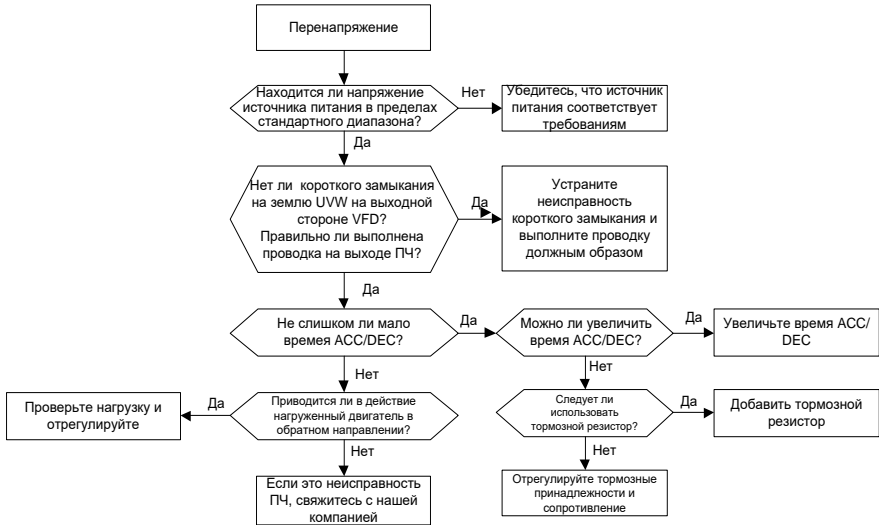 Перенапряжение
Находится ли напряжение
источника питания в пределах
стандартного диапазона?
Нет
Убедитесь, что источник
питания соответствует
требованиям
Да
Нет ли короткого замыкания
на землю UVW на выходной
стороне VFD?
Правильно ли выполнена
проводка на выходе ПЧ?
Да
Устраните
неисправность
короткого замыкания и
выполните проводку
должным образом
Да
Не слишком ли мало
времея ACC/DEC?
Да
Можно ли увеличить
время ACC/DEC?
Да
Увеличьте время ACC/
DEC
Нет
Нет
Проверьте нагрузку и
отрегулируйте
Да
Приводится ли в действие
нагруженный двигатель в
обратном направлении?
Следует ли
использовать
тормозной резистор?
Да
Добавить тормозной
резистор
Нет
Нет
Если это неисправность
ПЧ, свяжитесь с нашей
компанией
Отрегулируйте тормозные
принадлежности и
сопротивление